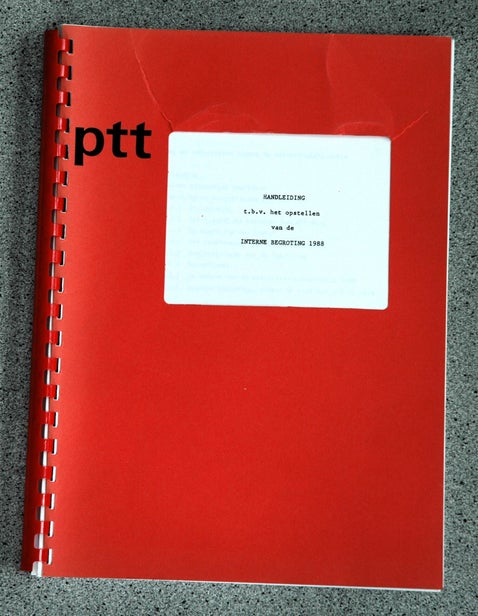 ptt
HANDLEIDING
t.b.v. het opstellen
van de
INTERNE BEGROTING 1988